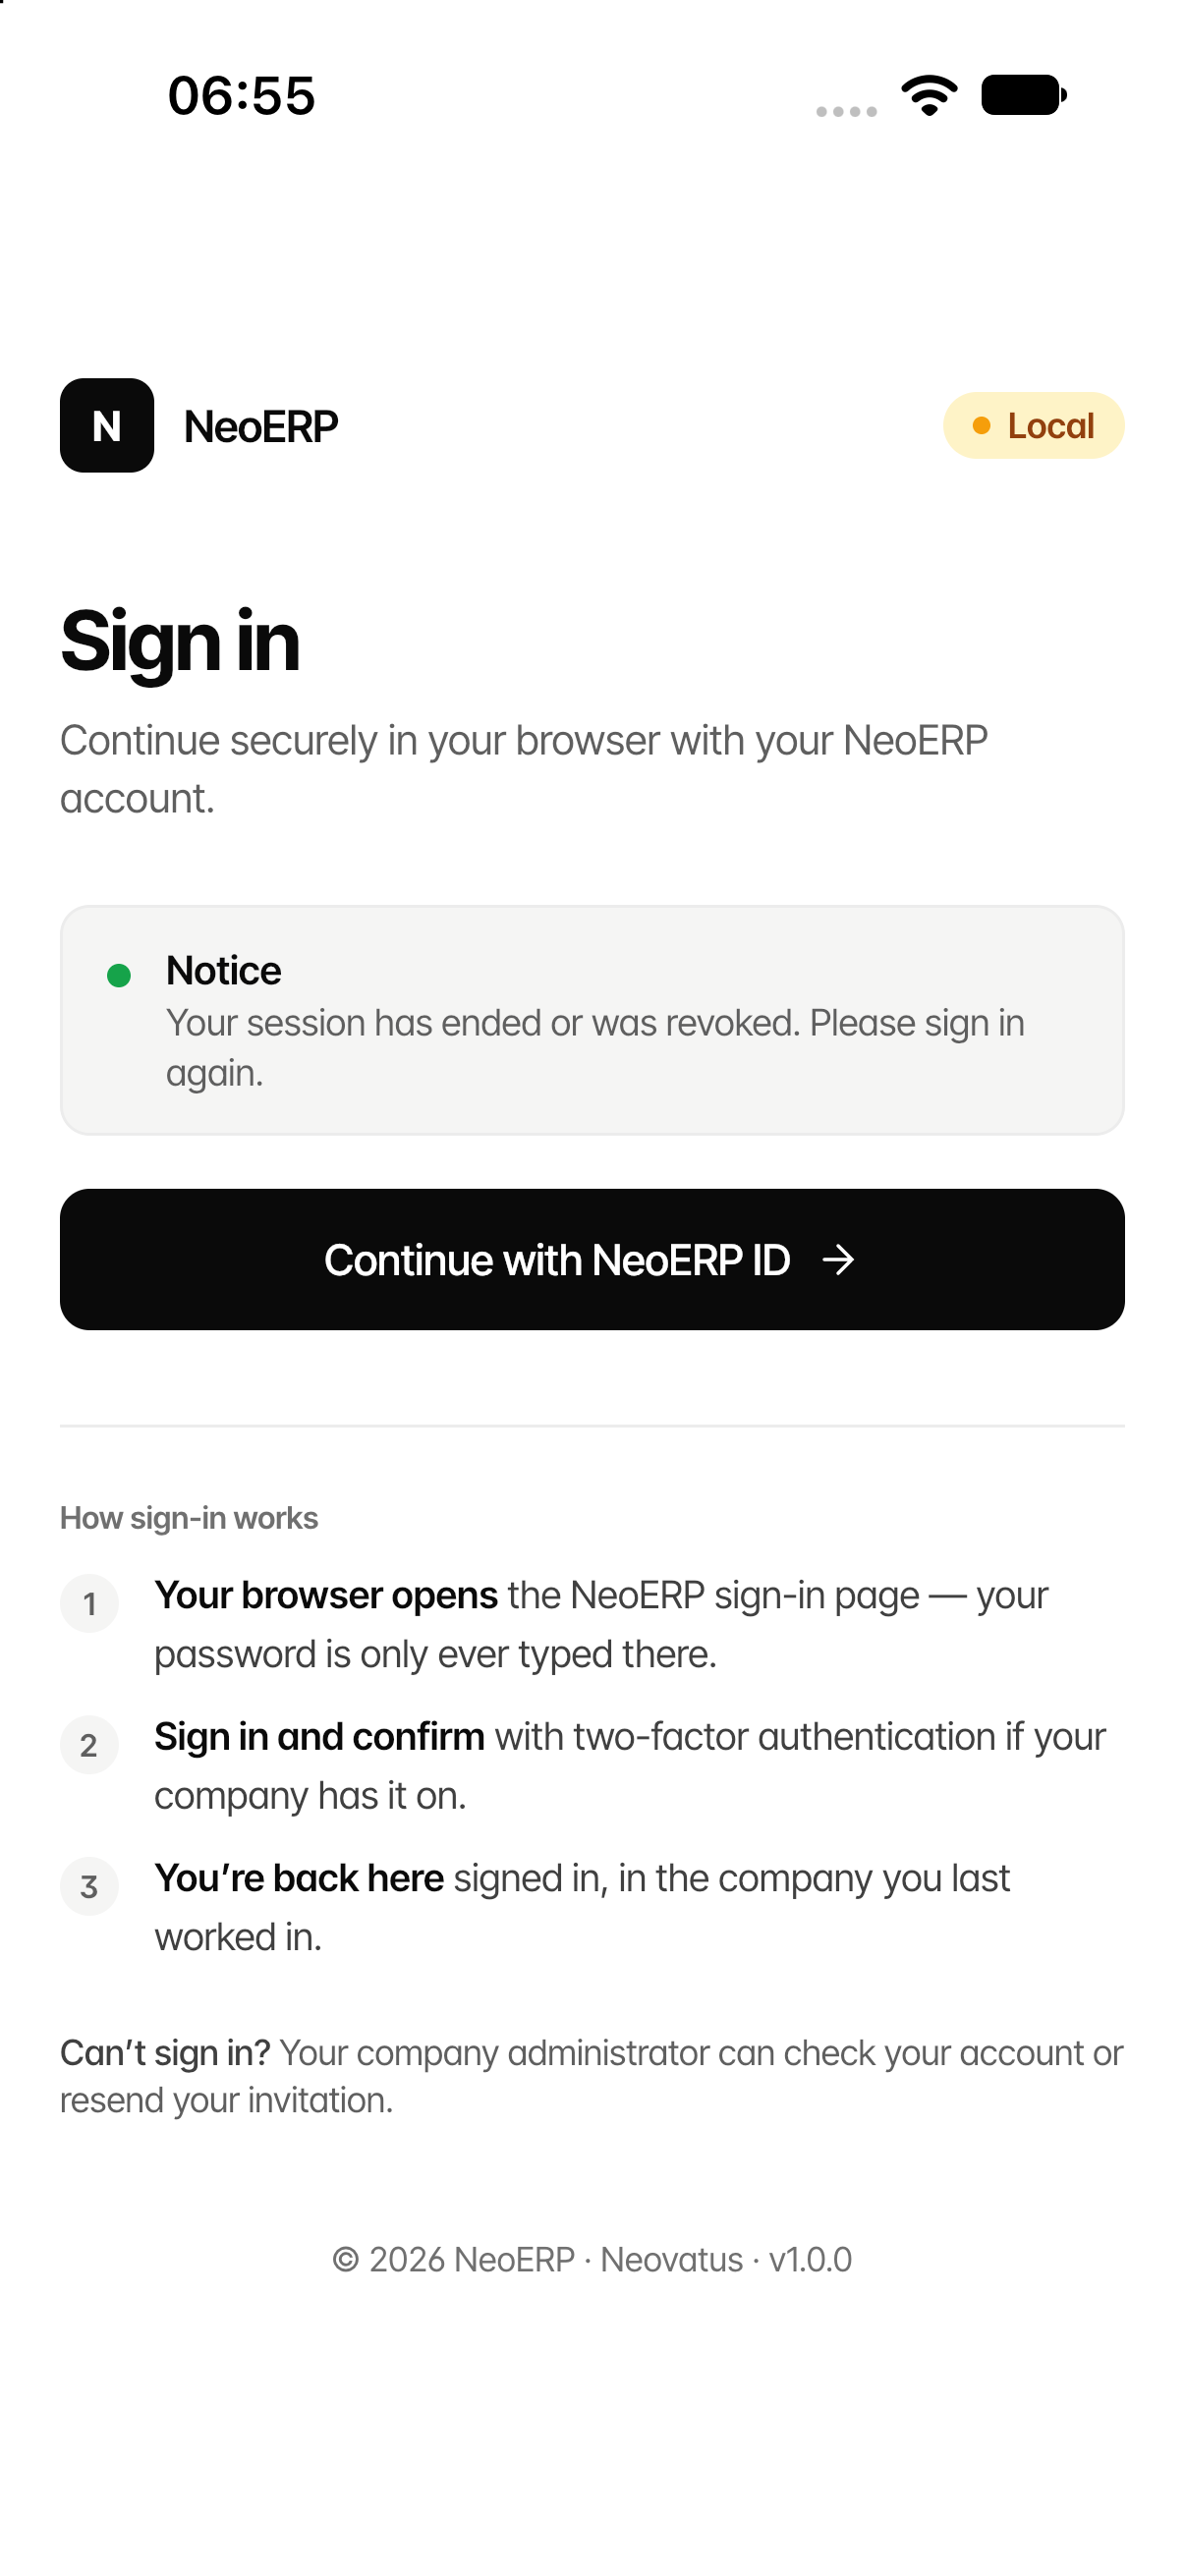 06:55
N NeoERP Local
Sign in
Continue securely in your browser with your NeoERP
account.
Notice
Your session has ended or was revoked. Please sign in
again.
Continue with NeoERP ID →
How sign-in works
1 Your browser opens the NeoERP sign-in page — your
password is only ever typed there.
2 Sign in and confirm with two-factor authentication if your
company has it on.
3 You’re back here signed in, in the company you last
worked in.
Can’t sign in? Your company administrator can check your account or
resend your invitation.
© 2026 NeoERP · Neovatus · v1.0.0